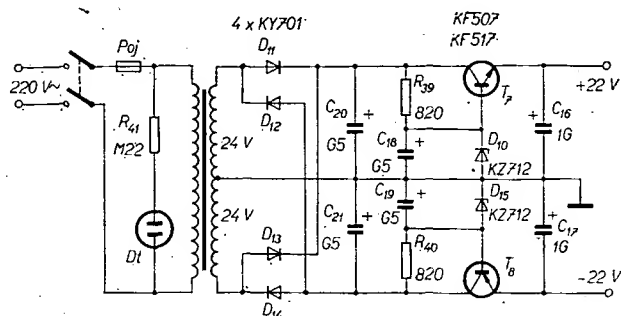 4 x KY701
KF507
KF517
Poj
D11
T7
+22 V
220 V~
R41
M22
D12
24 V
C20
+
G5
R39
820
C18
+
G5
D10
KZ712
C16
+
1G
24 V
C21
+
G5
C19
+
G5
D15
KZ712
C17
+
1G
Dt
D13
R40
820
T8
-22 V
D14